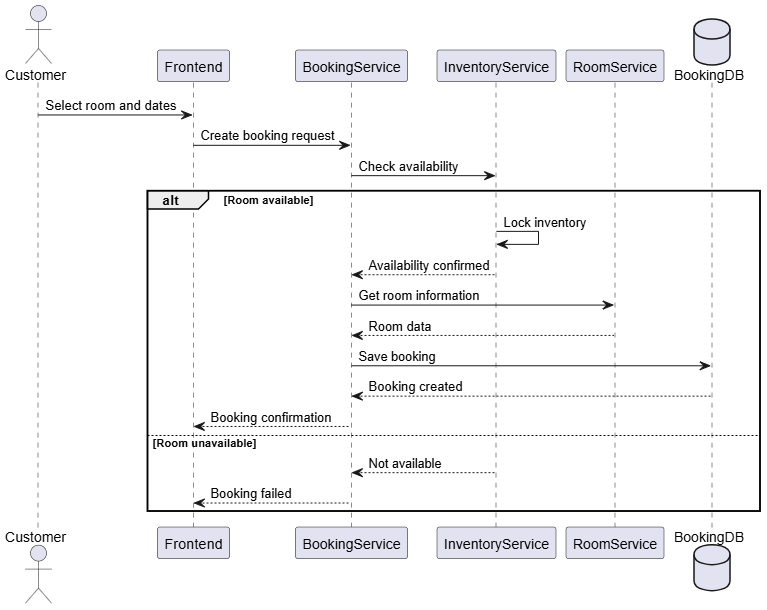 Customer
Frontend
BookingService
InventoryService
RoomService
BookingDB
Select room and dates
Create booking request
Check availability
alt
[Room available]
Lock inventory
Availability confirmed
Get room information
Room data
Save booking
Booking created
Booking confirmation
[Room unavailable]
Not available
Booking failed
Customer
Frontend
BookingService
InventoryService
RoomService
BookingDB